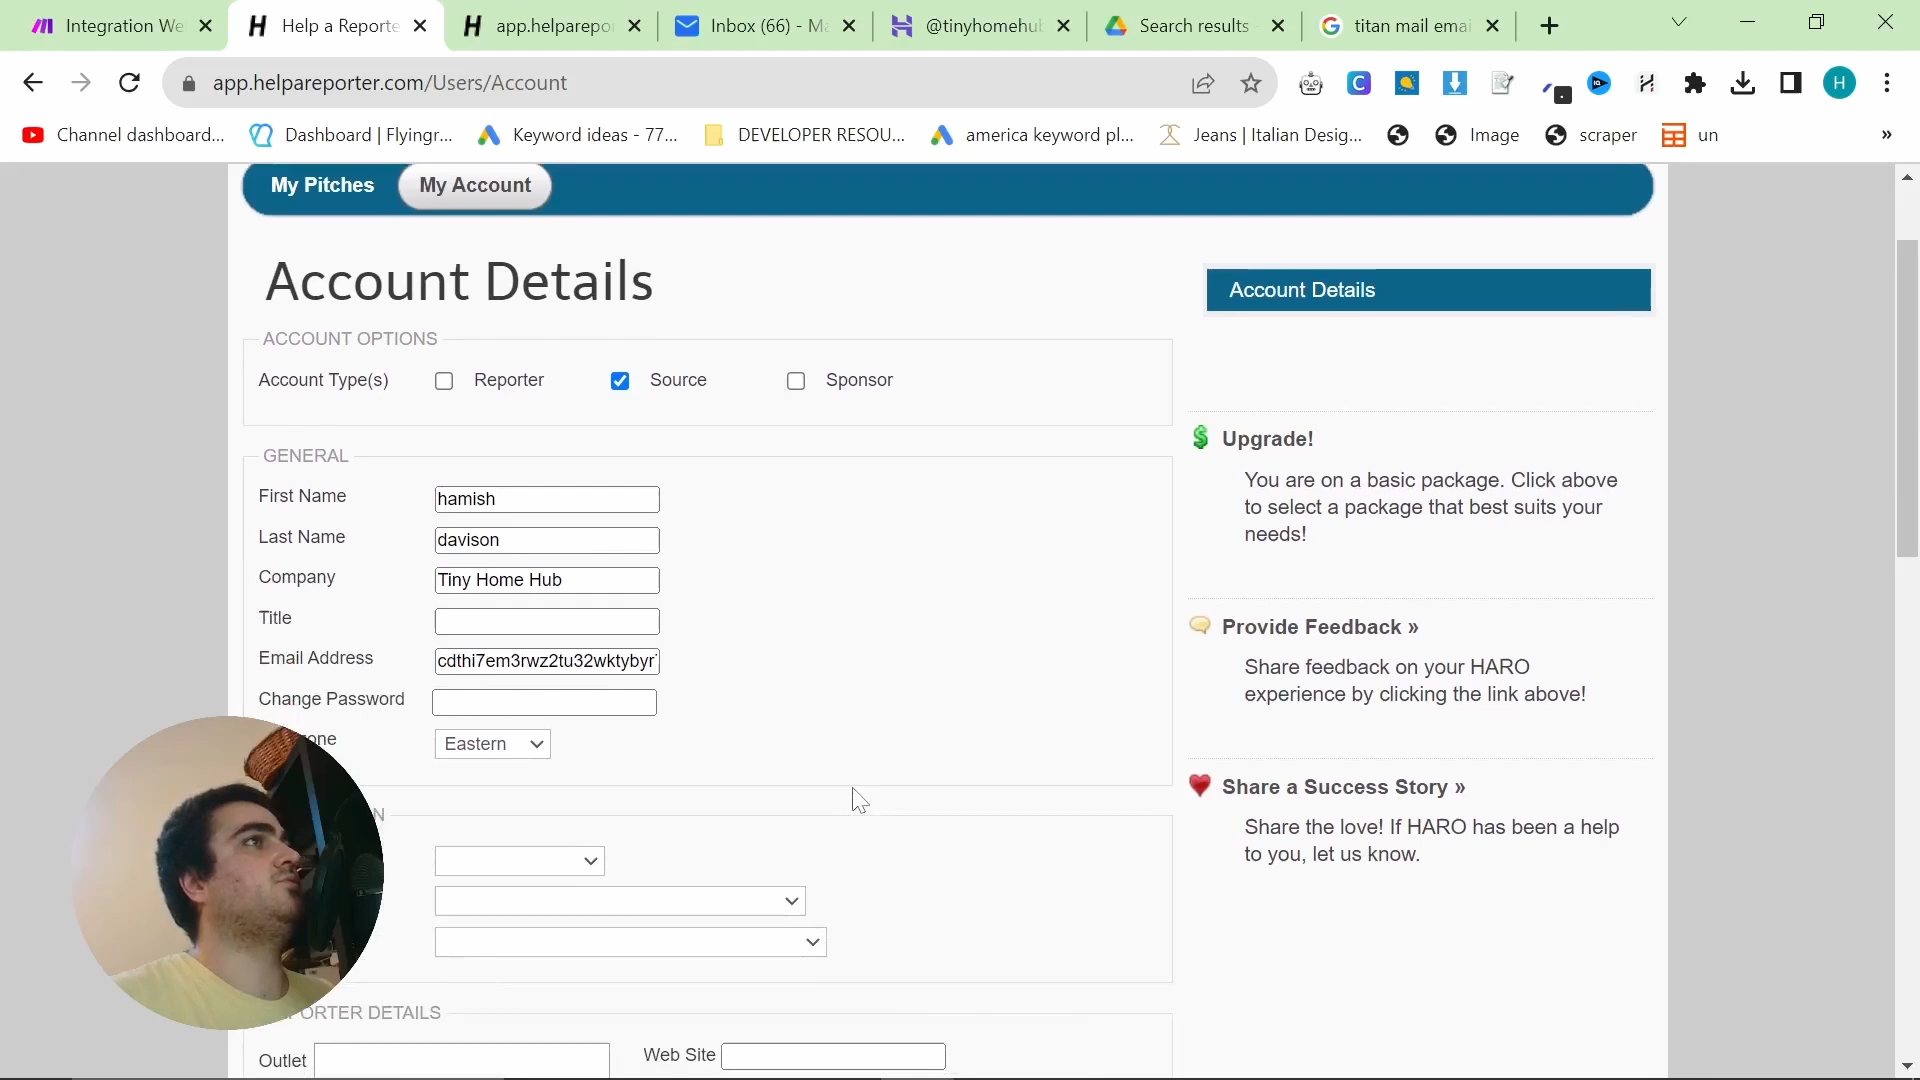 Integration We
Help a Reporte
app.helparepor
Inbox (66) - Ma
@tinyhomehub
Search results
titan mail emai
app.helpareporter.com/Users/Account
H
Channel dashboard...
Dashboard | Flyingr...
Keyword ideas - 77...
DEVELOPER RESOU...
america keyword pl...
Jeans | Italian Desig...
Image
scraper
un
»
My Pitches
My Account
Account Details
Account Details
ACCOUNT OPTIONS
Account Type(s)
Reporter
Source
Sponsor
GENERAL
First Name
hamish
Last Name
davison
Company
Tiny Home Hub
Title
Email Address
cdthi7em3rwz2tu32wktybyr
Change Password
one
Eastern
N
Upgrade!
You are on a basic package. Click above
to select a package that best suits your
needs!
Provide Feedback »
Share feedback on your HARO
experience by clicking the link above!
Share a Success Story »
Share the love! If HARO has been a help
to you, let us know.
PORTER DETAILS
Outlet
Web Site